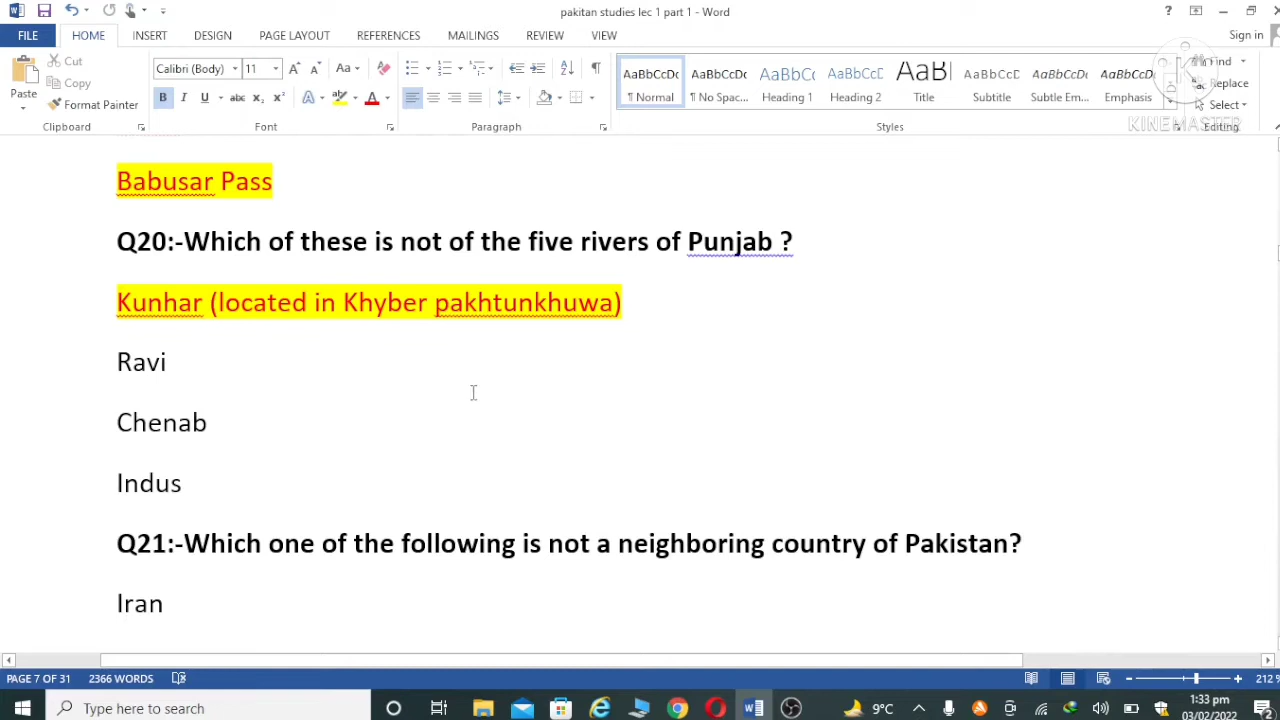 pakitan studies lec 1 part 1 - Word
Sign in
FILE HOME INSERT DESIGN PAGE LAYOUT REFERENCES MAILINGS REVIEW VIEW
Paste
Cut
Copy
Format Painter
Clipboard
Calibri (Body) 11
Font
Paragraph
AaBbCcDc AaBbCcDc AaBbCc AaBbCcE AaBl AaBbCcD AaBbCcDc AaBbCcDc
¶ Normal ¶ No Spac... Heading 1 Heading 2 Title Subtitle Subtle Em... Emphasis
Styles
Find
Replace
Select
Editing
KINEMASTER
Babusar Pass
Q20:-Which of these is not of the five rivers of Punjab ?
Kunhar (located in Khyber pakhtunkhuwa)
Ravi
Chenab
Indus
Q21:-Which one of the following is not a neighboring country of Pakistan?
Iran
PAGE 7 OF 31 2366 WORDS 212 %
Type here to search
9°C
1:33 pm
03/02/2022